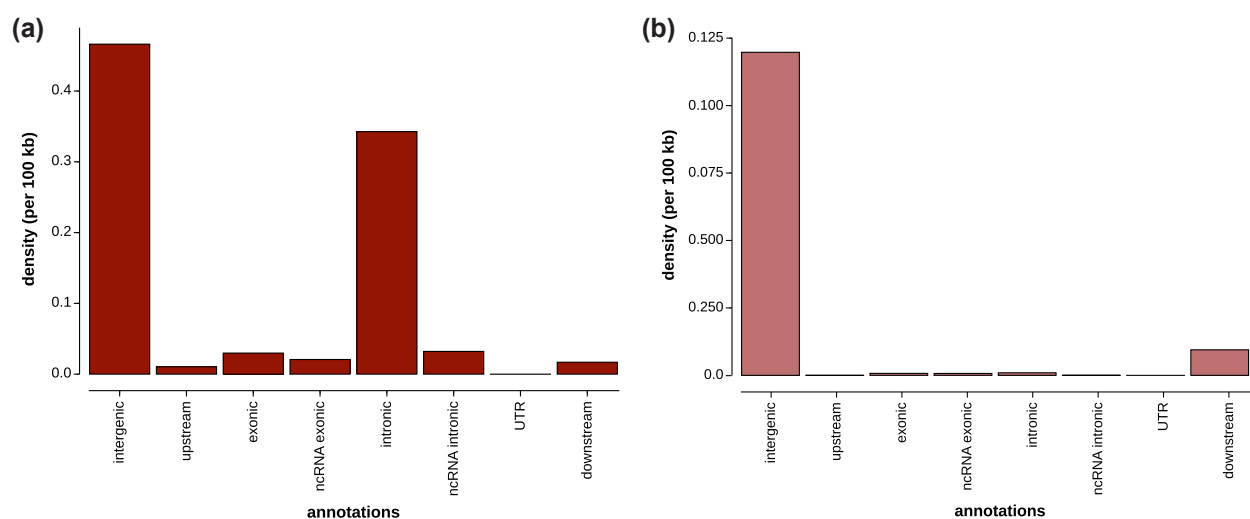 (a)
density (per 100 kb)
0.4
0.3
0.2
0.1
0.0
intergenic
upstream
exonic
ncRNA exonic
intronic
ncRNA intronic
UTR
downstream
annotations
(b)
density (per 100 kb)
0.125
0.100
0.075
0.500
0.250
0.0
intergenic
upstream
exonic
ncRNA exonic
intronic
ncRNA intronic
UTR
downstream
annotations